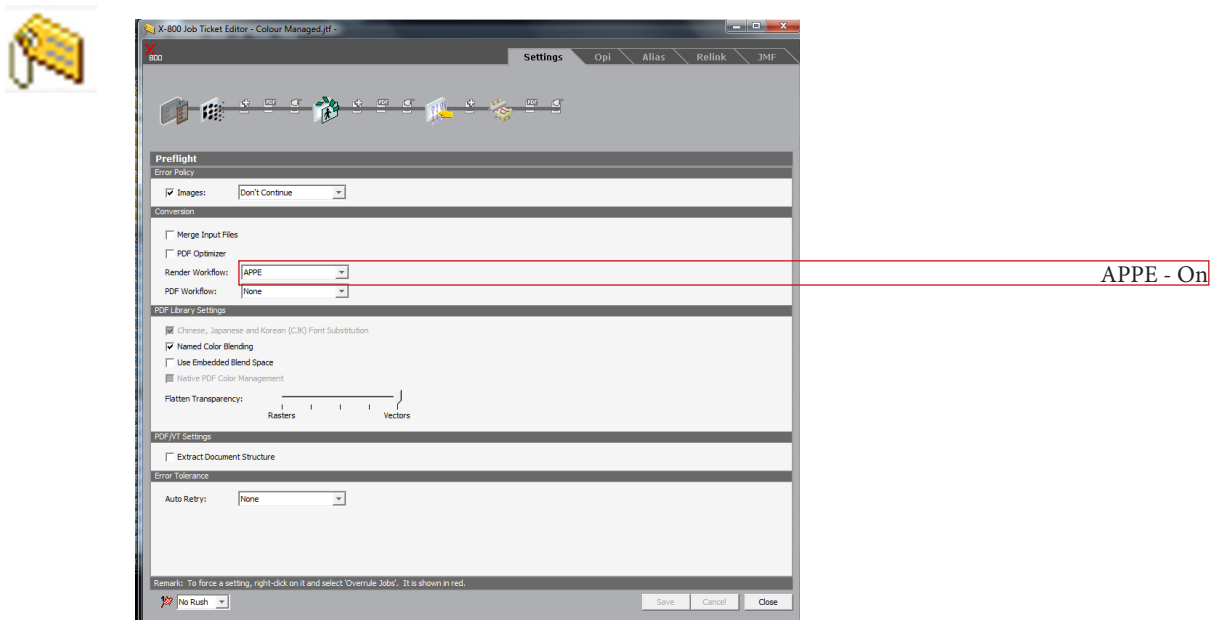 X-800 Job Ticket Editor - Colour Managed.jtf -
X
800
Settings Opi Alias Relink JMF
PDF PDF PDF
Preflight
Error Policy
Images: Don't Continue
Conversion
Merge Input Files
PDF Optimizer
Render Workflow: APPE
APPE - On
PDF Workflow: None
PDF Library Settings
Chinese, Japanese and Korean (CJK) Font Substitution
Named Color Blending
Use Embedded Blend Space
Native PDF Color Management
Flatten Transparency:
Rasters Vectors
PDF/VT Settings
Extract Document Structure
Error Tolerance
Auto Retry: None
Remark: To force a setting, right-click on it and select 'Overrule Jobs'. It is shown in red.
No Rush Save Cancel Close